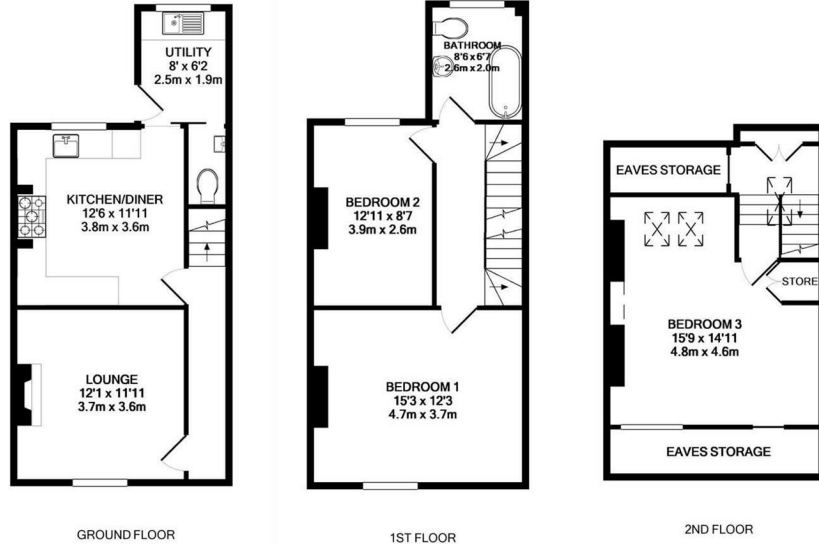 UTILITY
8' x 6'2
2.5m x 1.9m
KITCHEN/DINER
12'6 x 11'11
3.8m x 3.6m
LOUNGE
12'1 x 11'11
3.7m x 3.6m
GROUND FLOOR
BATHROOM
8'6 x 6'7
2.6m x 2.0m
BEDROOM 2
12'11 x 8'7
3.9m x 2.6m
BEDROOM 1
15'3 x 12'3
4.7m x 3.7m
1ST FLOOR
EAVES STORAGE
STORE
BEDROOM 3
15'9 x 14'11
4.8m x 4.6m
EAVES STORAGE
2ND FLOOR